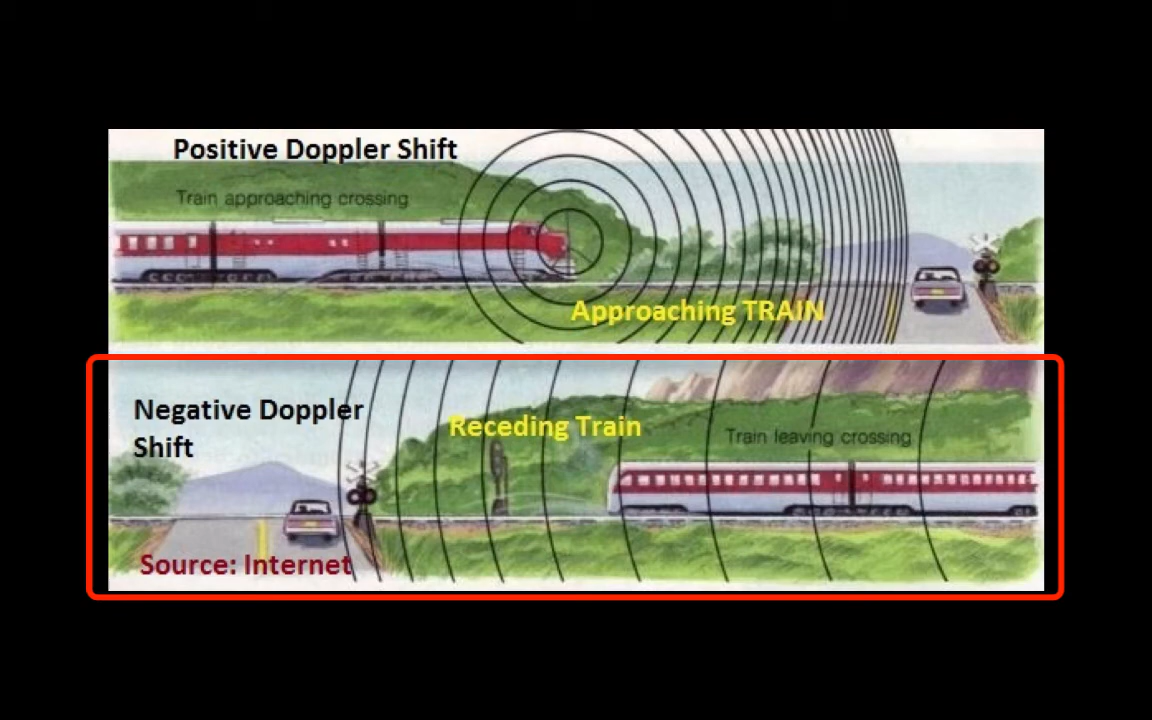 Positive Doppler Shift
Train approaching crossing
Approaching TRAIN
Negative Doppler
Shift
Receding Train
Train leaving crossing
Source: Internet